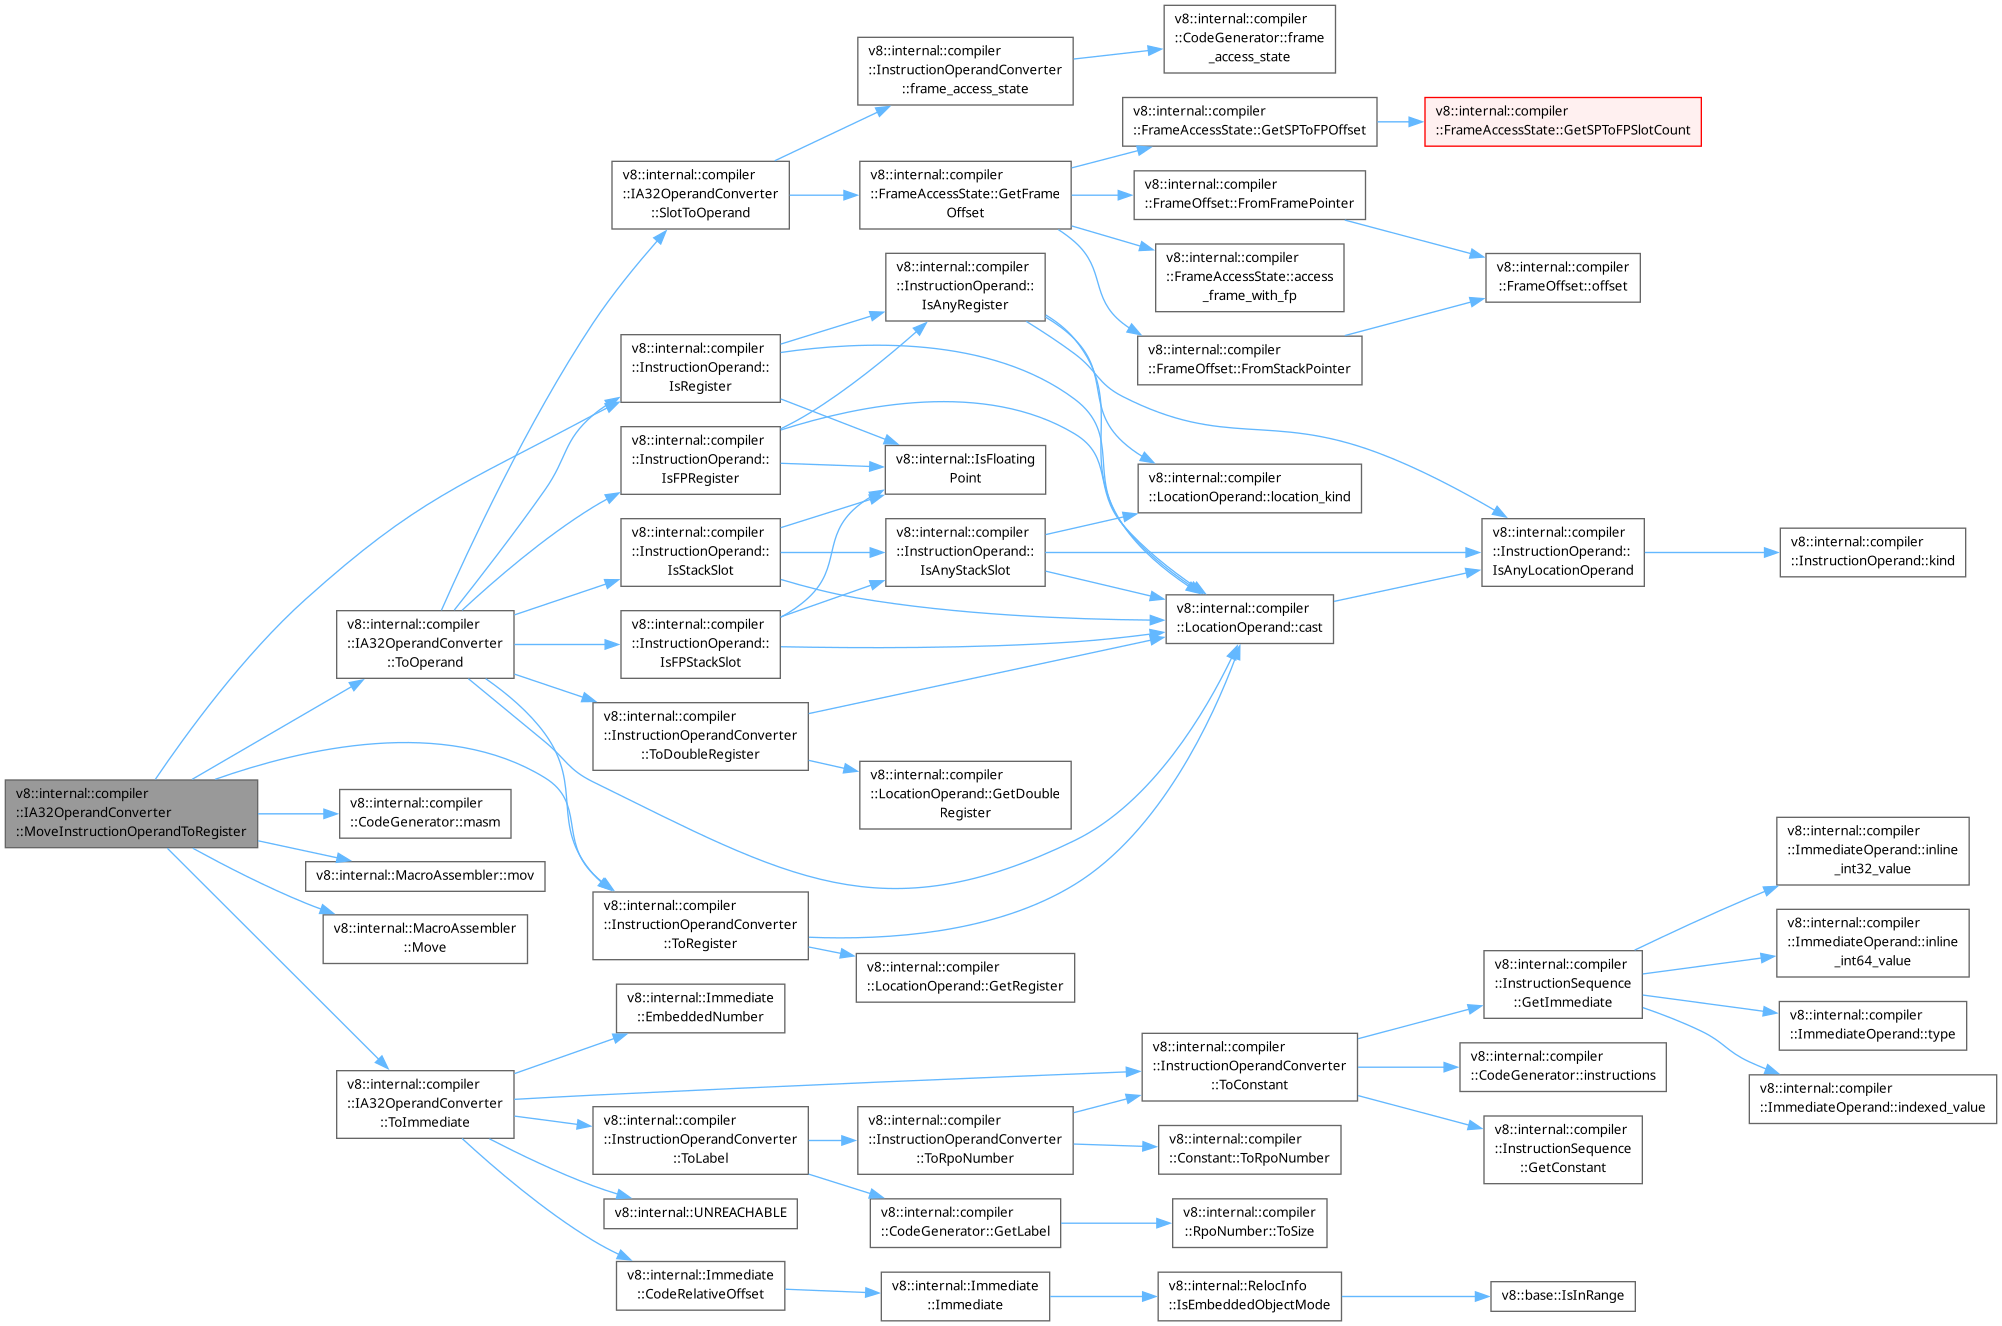 v8::internal::compiler
::IA32OperandConverter
::MoveInstructionOperandToRegister
v8::internal::compiler
::IA32OperandConverter
::ToOperand
v8::internal::compiler
::CodeGenerator::masm
v8::internal::MacroAssembler::mov
v8::internal::MacroAssembler
::Move
v8::internal::compiler
::IA32OperandConverter
::ToImmediate
v8::internal::compiler
::IA32OperandConverter
::SlotToOperand
v8::internal::compiler
::InstructionOperand::
IsRegister
v8::internal::compiler
::InstructionOperand::
IsFPRegister
v8::internal::compiler
::InstructionOperand::
IsStackSlot
v8::internal::compiler
::InstructionOperand::
IsFPStackSlot
v8::internal::compiler
::InstructionOperandConverter
::ToDoubleRegister
v8::internal::compiler
::InstructionOperandConverter
::ToRegister
v8::internal::Immediate
::EmbeddedNumber
v8::internal::compiler
::InstructionOperandConverter
::ToLabel
v8::internal::UNREACHABLE
v8::internal::Immediate
::CodeRelativeOffset
v8::internal::compiler
::InstructionOperandConverter
::frame_access_state
v8::internal::compiler
::FrameAccessState::GetFrame
Offset
v8::internal::compiler
::InstructionOperand::
IsAnyRegister
v8::internal::IsFloating
Point
v8::internal::compiler
::InstructionOperand::
IsAnyStackSlot
v8::internal::compiler
::LocationOperand::GetDouble
Register
v8::internal::compiler
::LocationOperand::GetRegister
v8::internal::compiler
::InstructionOperandConverter
::ToRpoNumber
v8::internal::compiler
::CodeGenerator::GetLabel
v8::internal::Immediate
::Immediate
v8::internal::compiler
::CodeGenerator::frame
_access_state
v8::internal::compiler
::FrameAccessState::GetSPToFPOffset
v8::internal::compiler
::FrameOffset::FromFramePointer
v8::internal::compiler
::FrameAccessState::access
_frame_with_fp
v8::internal::compiler
::FrameOffset::FromStackPointer
v8::internal::compiler
::LocationOperand::location_kind
v8::internal::compiler
::LocationOperand::cast
v8::internal::compiler
::InstructionOperandConverter
::ToConstant
v8::internal::compiler
::Constant::ToRpoNumber
v8::internal::compiler
::RpoNumber::ToSize
v8::internal::RelocInfo
::IsEmbeddedObjectMode
v8::internal::compiler
::FrameAccessState::GetSPToFPSlotCount
v8::internal::compiler
::FrameOffset::offset
v8::internal::compiler
::InstructionOperand::
IsAnyLocationOperand
v8::internal::compiler
::InstructionSequence
::GetImmediate
v8::internal::compiler
::CodeGenerator::instructions
v8::internal::compiler
::InstructionSequence
::GetConstant
v8::base::IsInRange
v8::internal::compiler
::InstructionOperand::kind
v8::internal::compiler
::ImmediateOperand::inline
_int32_value
v8::internal::compiler
::ImmediateOperand::inline
_int64_value
v8::internal::compiler
::ImmediateOperand::type
v8::internal::compiler
::ImmediateOperand::indexed_value